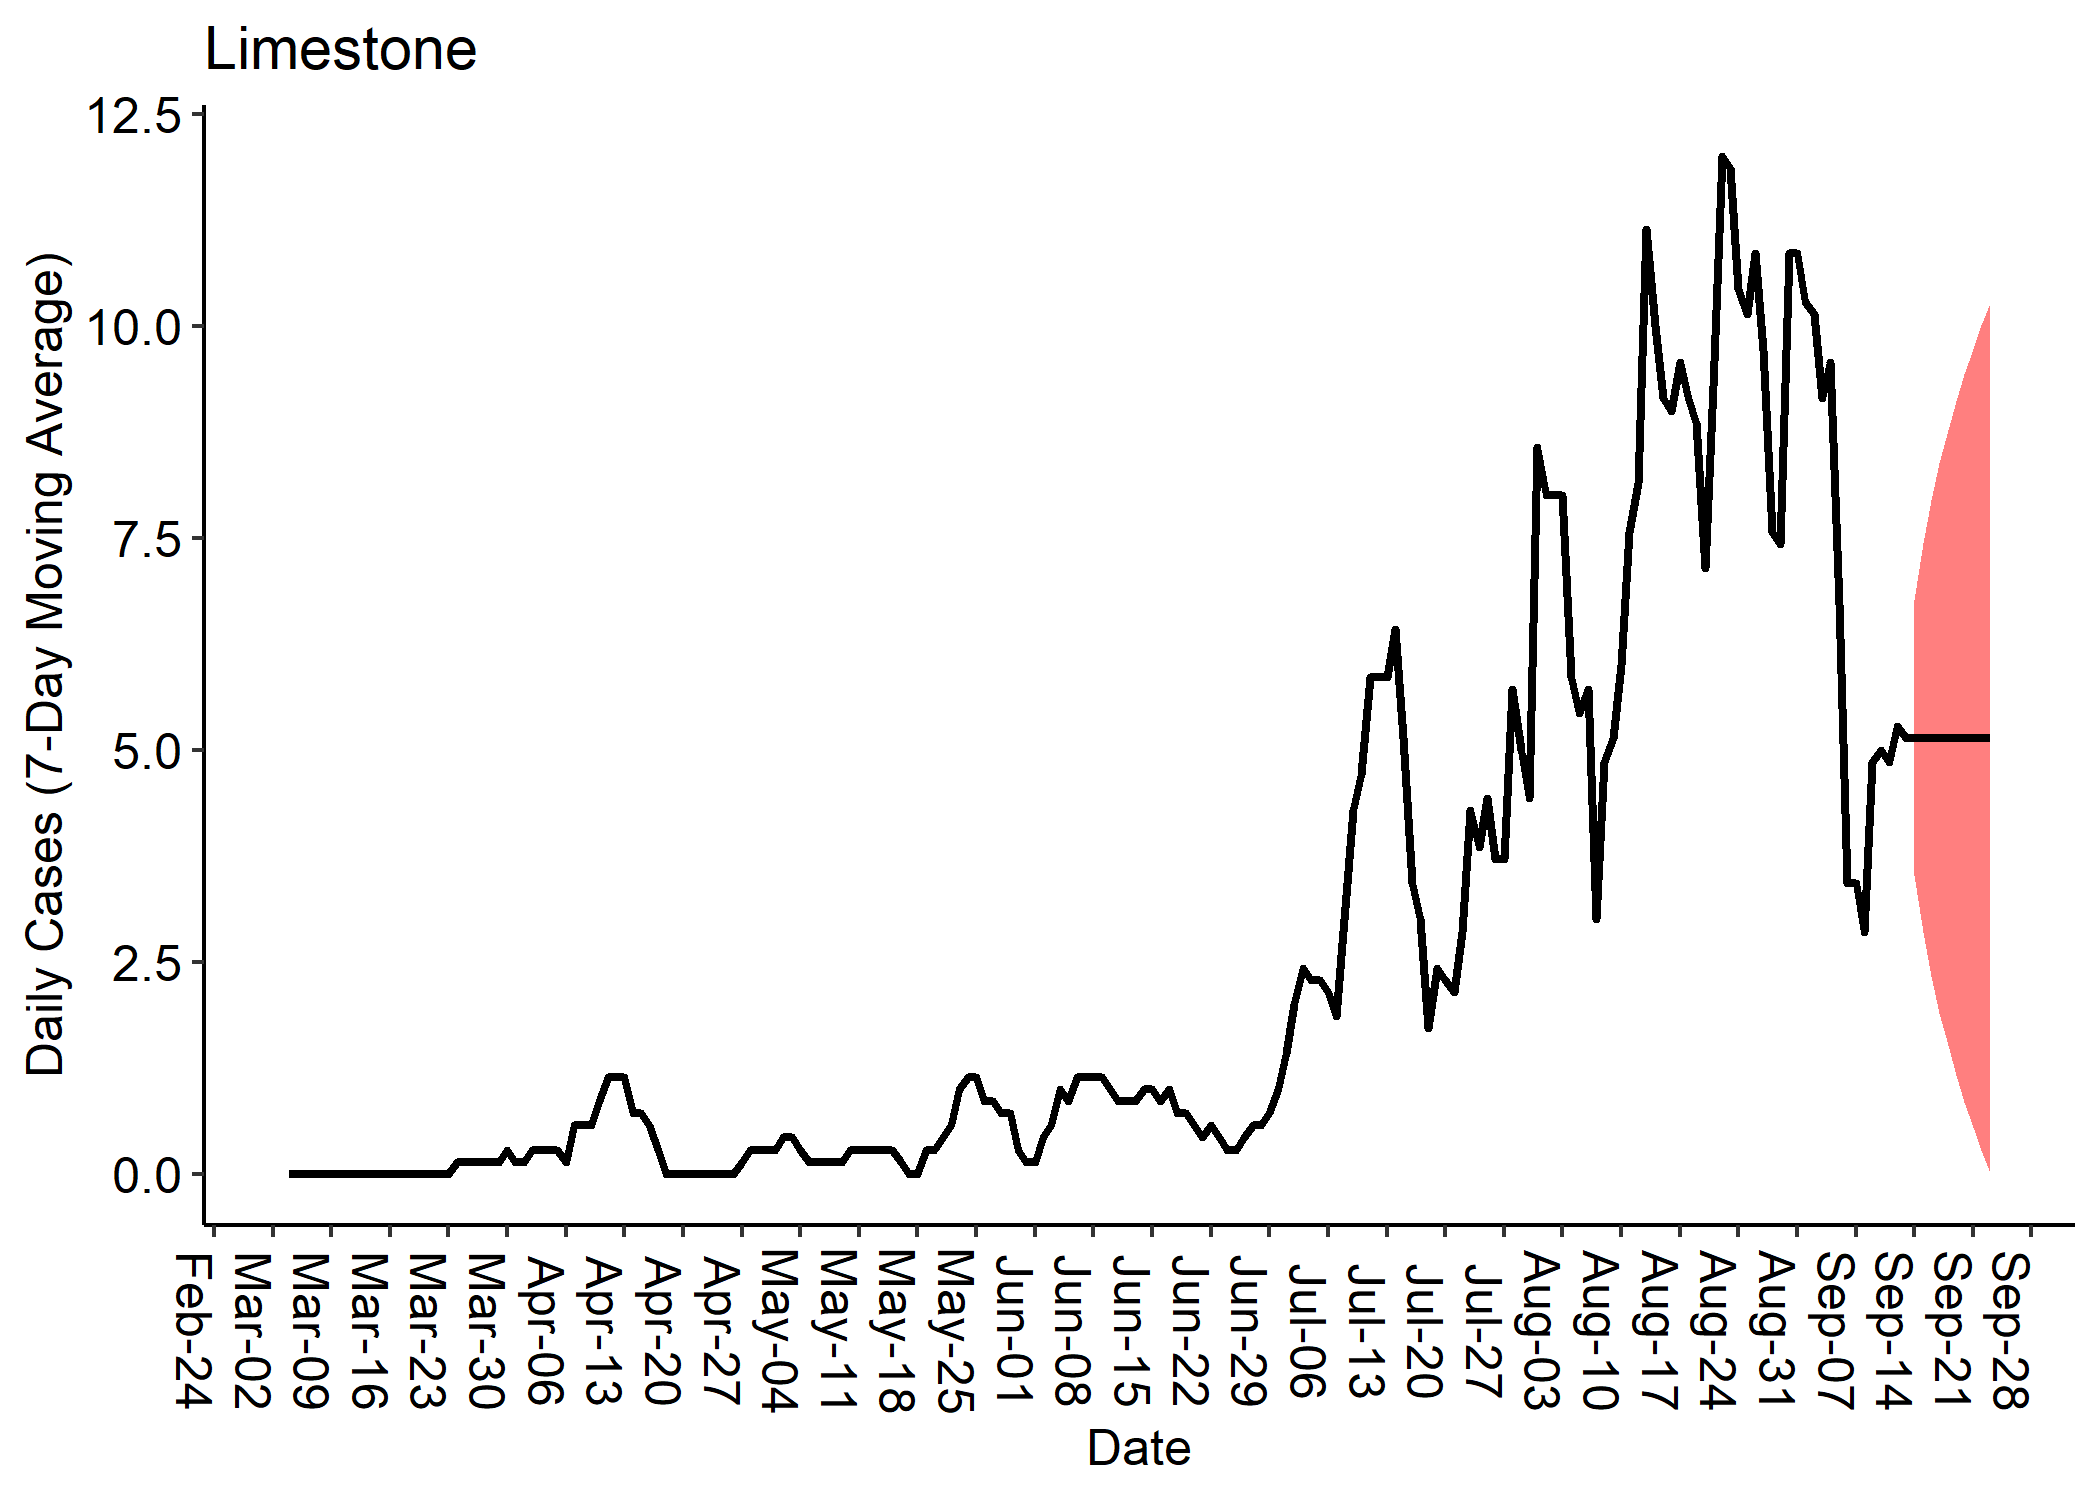 Limestone
Daily Cases (7-Day Moving Average)
12.5
10.0
7.5
5.0
2.5
0.0
Feb-24
Mar-02
Mar-09
Mar-16
Mar-23
Mar-30
Apr-06
Apr-13
Apr-20
Apr-27
May-04
May-11
May-18
May-25
Jun-01
Jun-08
Jun-15
Jun-22
Jun-29
Jul-06
Jul-13
Jul-20
Jul-27
Aug-03
Aug-10
Aug-17
Aug-24
Aug-31
Sep-07
Sep-14
Sep-21
Sep-28
Date